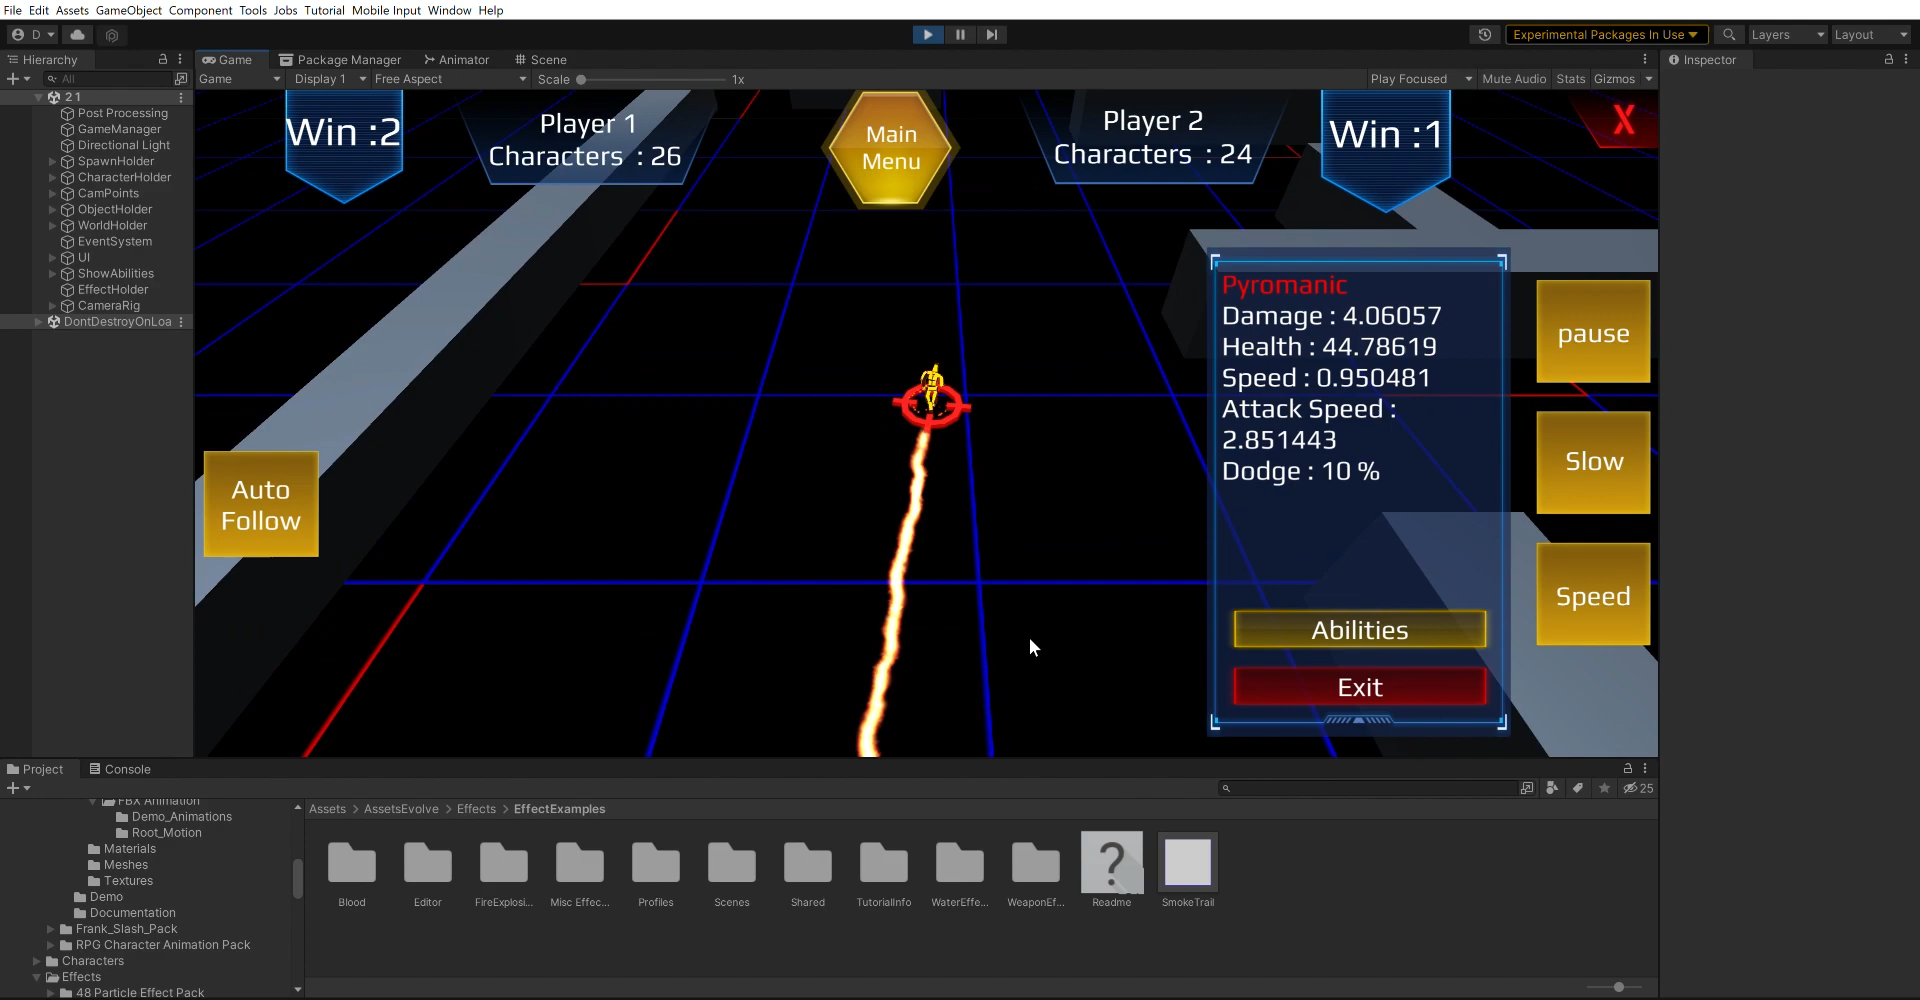 File Edit Assets GameObject Component Tools Jobs Tutorial Mobile Input Window Help
D Experimental Packages In Use Layers Layout
Hierarchy Game Package Manager Animator Scene Inspector
All Game Display 1 Free Aspect Scale 1x Play Focused Mute Audio Stats Gizmos
2 1
Post Processing
GameManager
Directional Light
SpawnHolder
CharacterHolder
CamPoints
ObjectHolder
WorldHolder
EventSystem
UI
ShowAbilities
EffectHolder
CameraRig
DontDestroyOnLoa
Win :2
Player 1
Characters : 26
Main
Menu
Player 2
Characters : 24
Win :1
X
Pyromanic
Damage : 4.06057
Health : 44.78619
Speed : 0.950481
Attack Speed :
2.851443
Dodge : 10 %
Abilities
Exit
pause
Slow
Speed
Auto
Follow
Project Console
25
FBX Animation
Demo_Animations
Root_Motion
Materials
Meshes
Textures
Demo
Documentation
Frank_Slash_Pack
RPG Character Animation Pack
Characters
Effects
48 Particle Effect Pack
Assets > AssetsEvolve > Effects > EffectExamples
Blood Editor FireExplosi... Misc Effec... Profiles Scenes Shared TutorialInfo WaterEffe... WeaponEf... Readme SmokeTrail